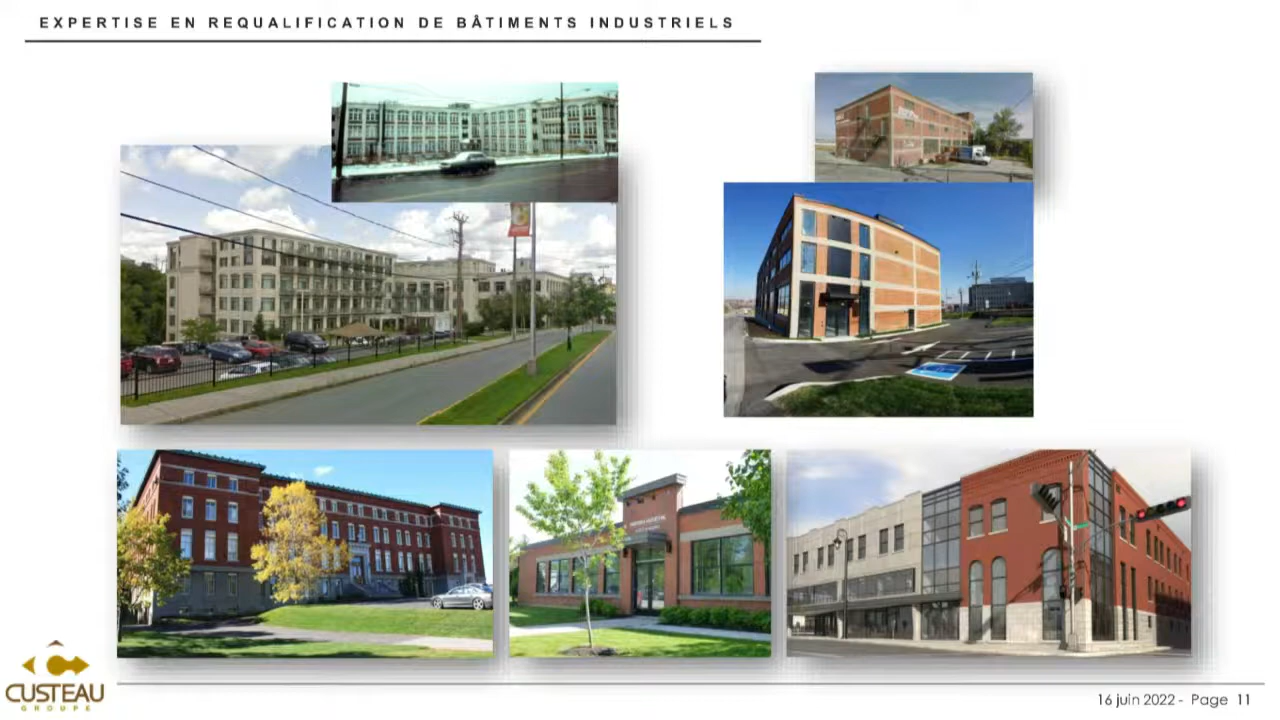 EXPERTISE EN REQUALIFICATION DE BÂTIMENTS INDUSTRIELS
CUSTEAU
GROUPE
16 juin 2022 - Page 11